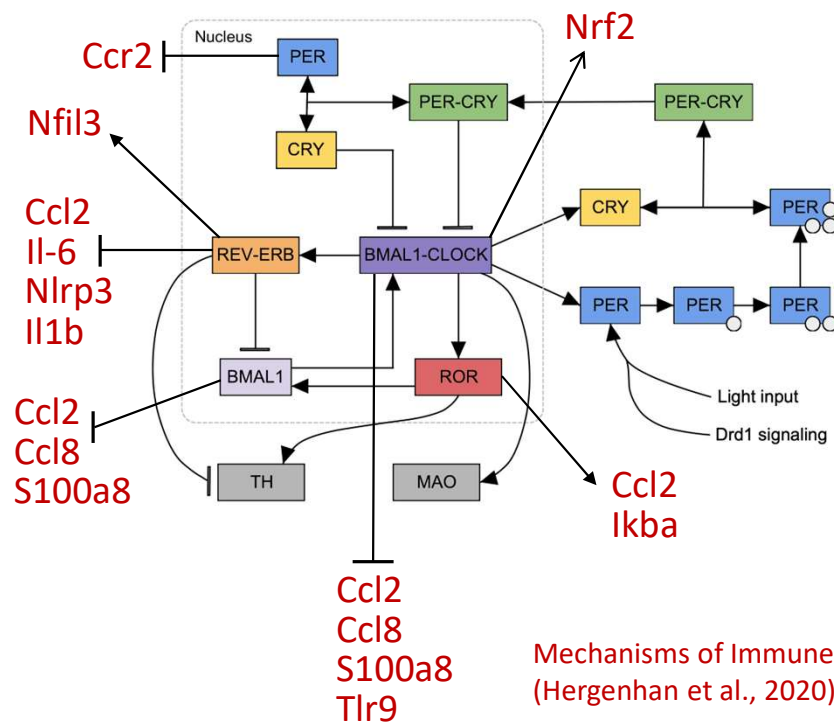 Nucleus
Nrf2
Ccr2
PER
PER-CRY
PER-CRY
Nfil3
CRY
CRY
PER
Ccl2
Il-6
Nlrp3
Il1b
REV-ERB
BMAL1-CLOCK
PER
PER
PER
BMAL1
ROR
Light input
Drd1 signaling
Ccl2
Ccl8
S100a8
TH
MAO
Ccl2
Ikba
Ccl2
Ccl8
S100a8
Tlr9
Mechanisms of Immune
(Hergenhan et al., 2020)